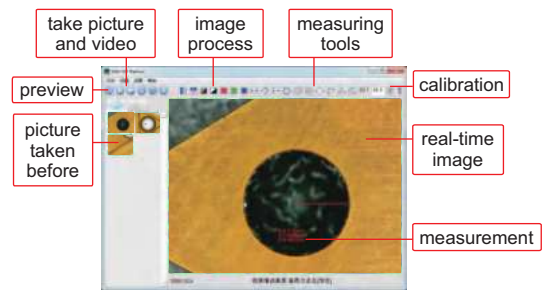 take picture
and video
image
process
measuring
tools
preview
calibration
picture
taken
before
real-time
image
measurement